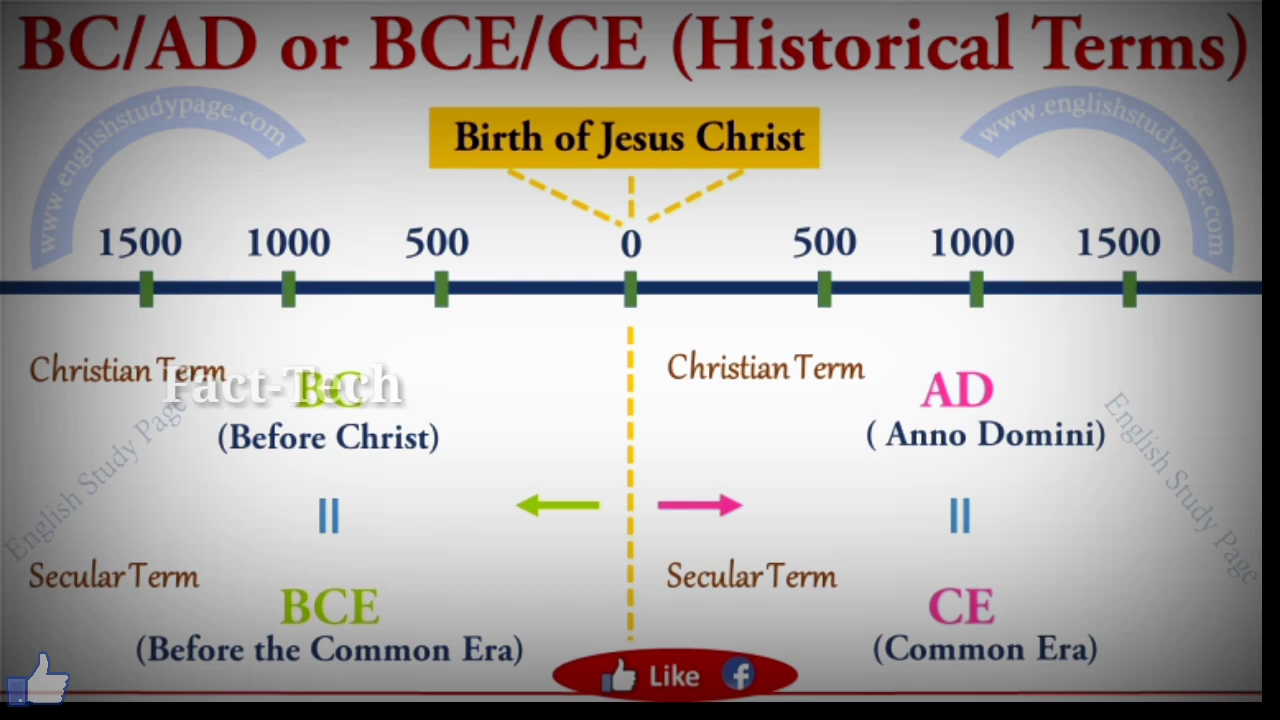 BC/AD or BCE/CE (Historical Terms)
www.englishstudypage.com
www.englishstudypage.com
Birth of Jesus Christ
1500 1000 500 0 500 1000 1500
Christian Term
Fact-Tech
BC
(Before Christ)
Christian Term
AD
( Anno Domini)
English Study Page
English Study Page
Secular Term
BCE
(Before the Common Era)
Secular Term
CE
(Common Era)
Like f